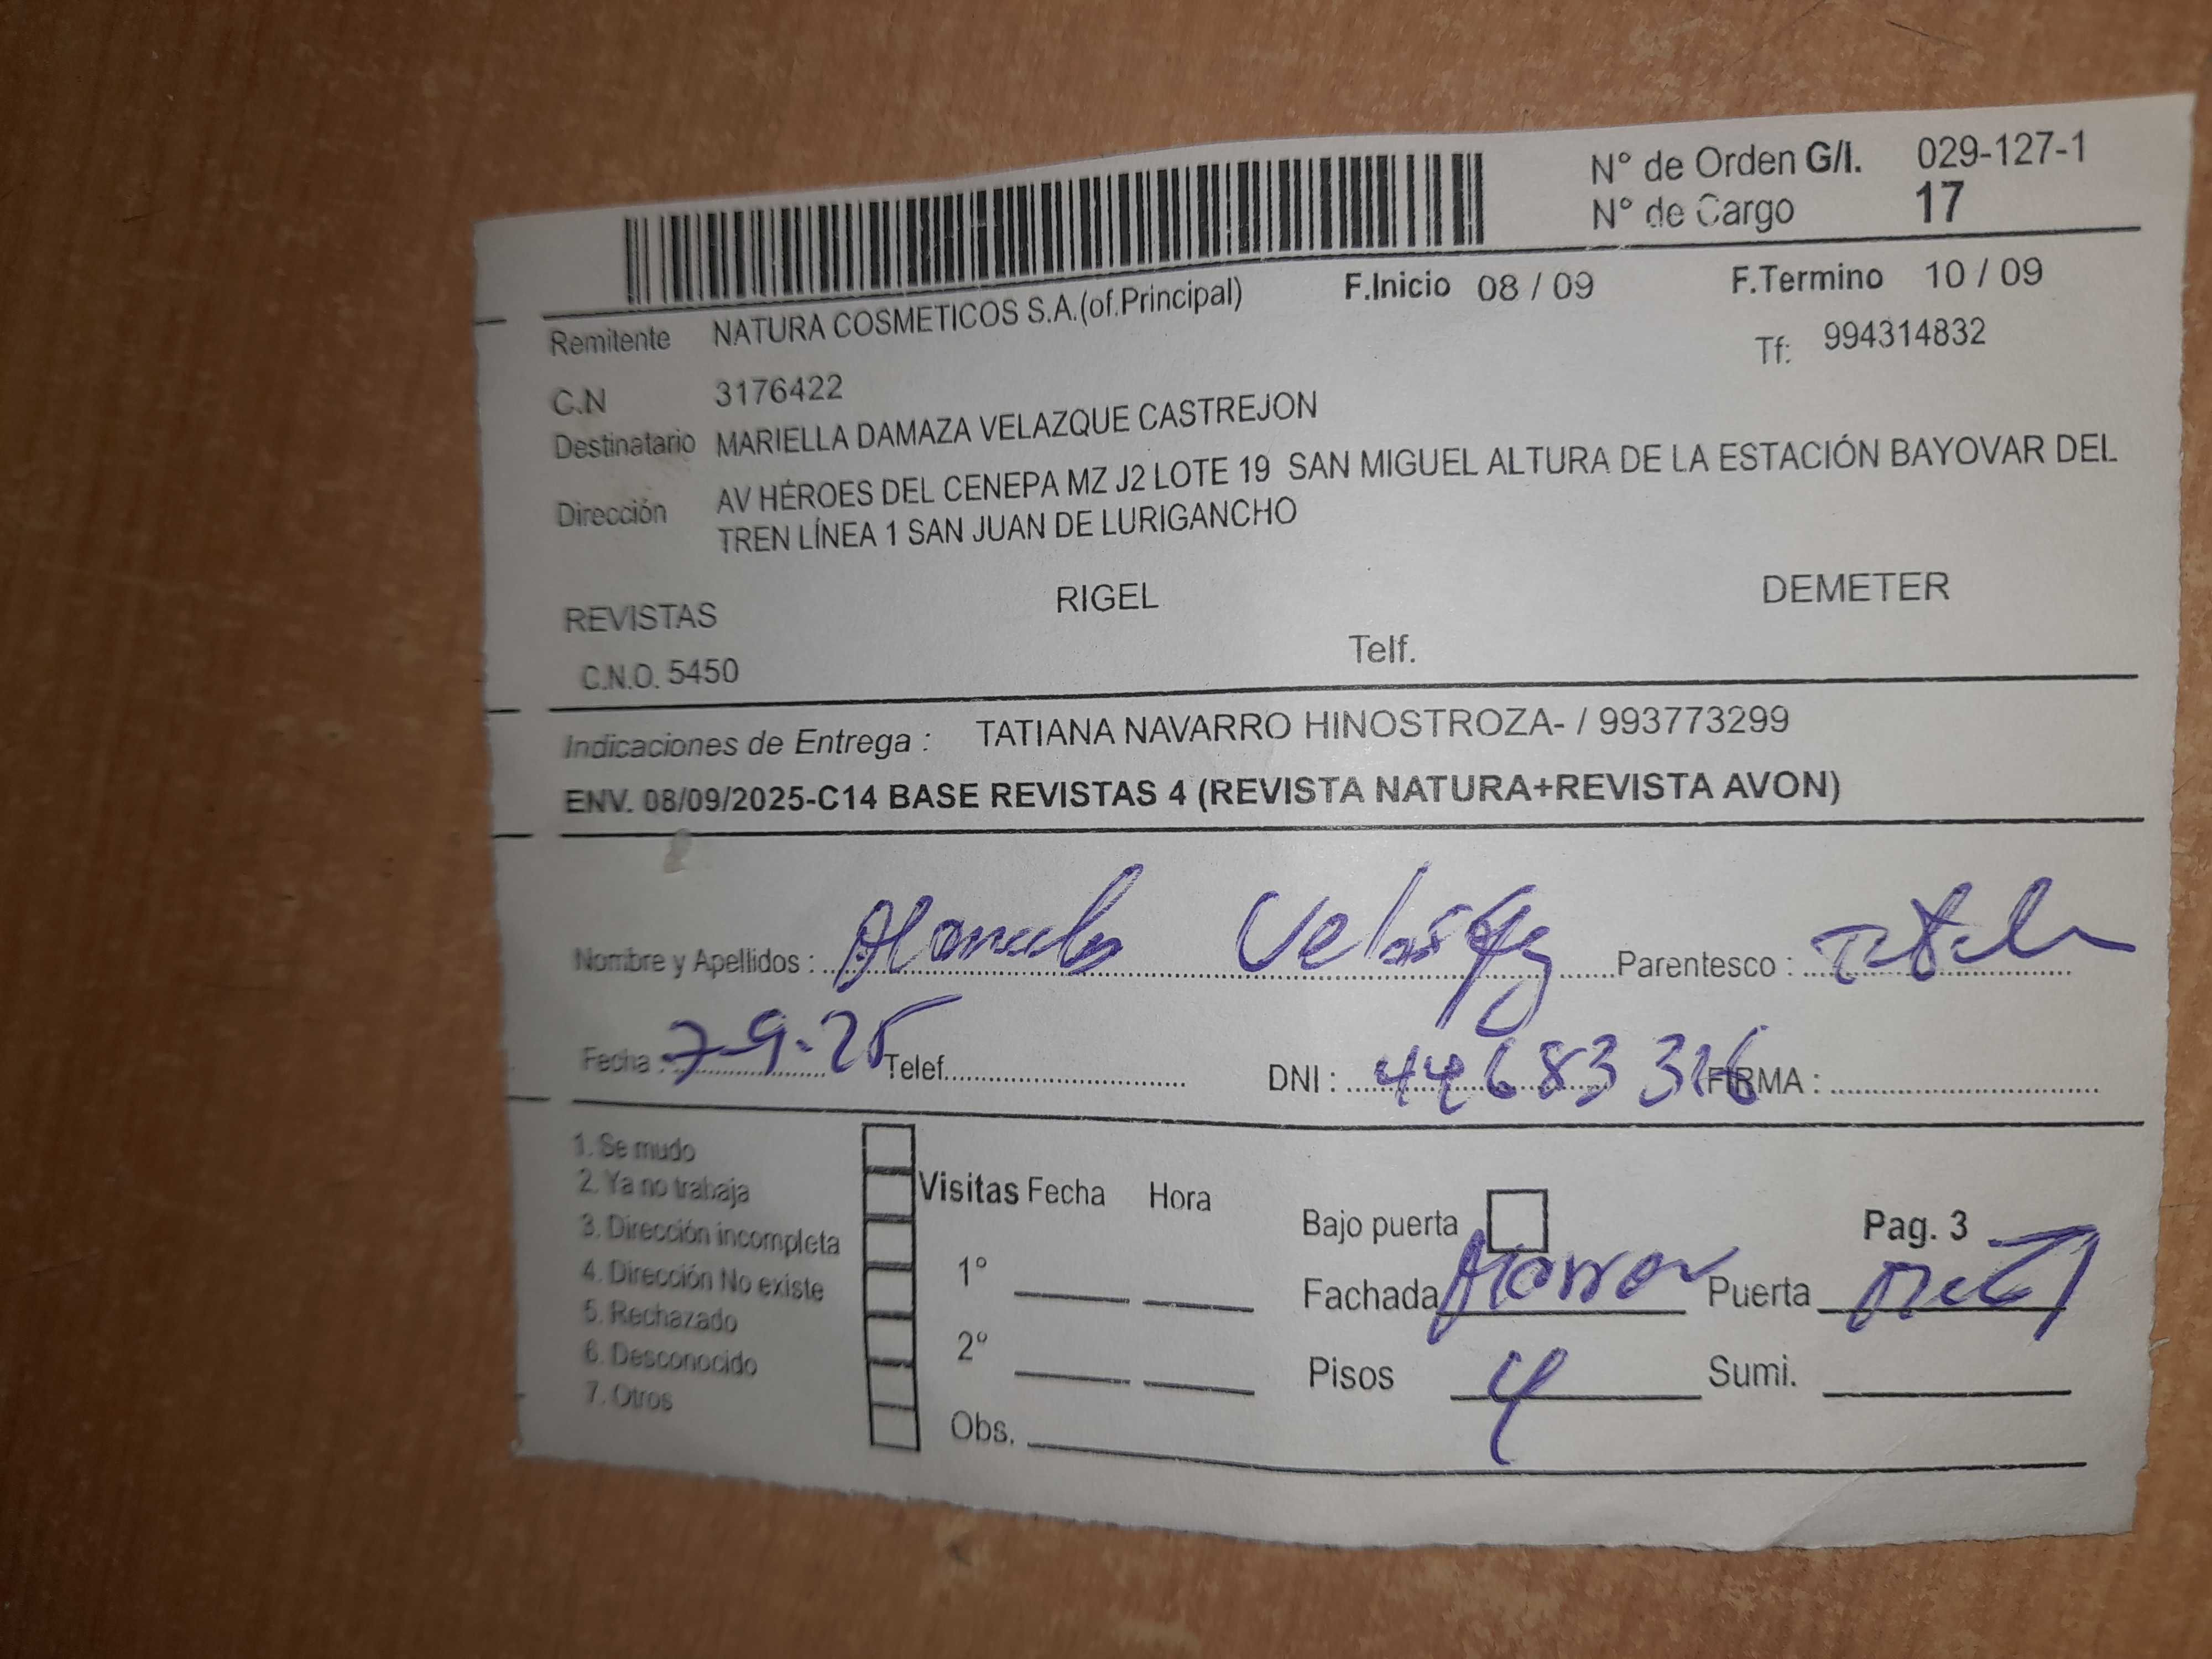 N° de Orden G/I. 029-127-1
N° de Cargo 17
F.Inicio 08 / 09 F.Termino 10 / 09
Remitente NATURA COSMETICOS S.A.(of.Principal)
Tf: 994314832
C.N 3176422
Destinatario MARIELLA DAMAZA VELAZQUE CASTREJON
Dirección AV HÉROES DEL CENEPA MZ J2 LOTE 19 SAN MIGUEL ALTURA DE LA ESTACIÓN BAYOVAR DEL
TREN LÍNEA 1 SAN JUAN DE LURIGANCHO
REVISTAS RIGEL DEMETER
C.N.O. 5450 Telf.
Indicaciones de Entrega : TATIANA NAVARRO HINOSTROZA- / 993773299
ENV. 08/09/2025-C14 BASE REVISTAS 4 (REVISTA NATURA+REVISTA AVON)
Nombre y Apellidos : Parentesco :
Fecha : 7-9-25 Telef. DNI : 44683316 FIRMA :
1. Se mudo
2. Ya no trabaja
3. Dirección incompleta
4. Dirección No existe
5. Rechazado
6. Desconocido
7. Otros
Visitas Fecha Hora
1°
2°
Obs.
Bajo puerta Pag. 3
Fachada Puerta
Pisos 4 Sumi.